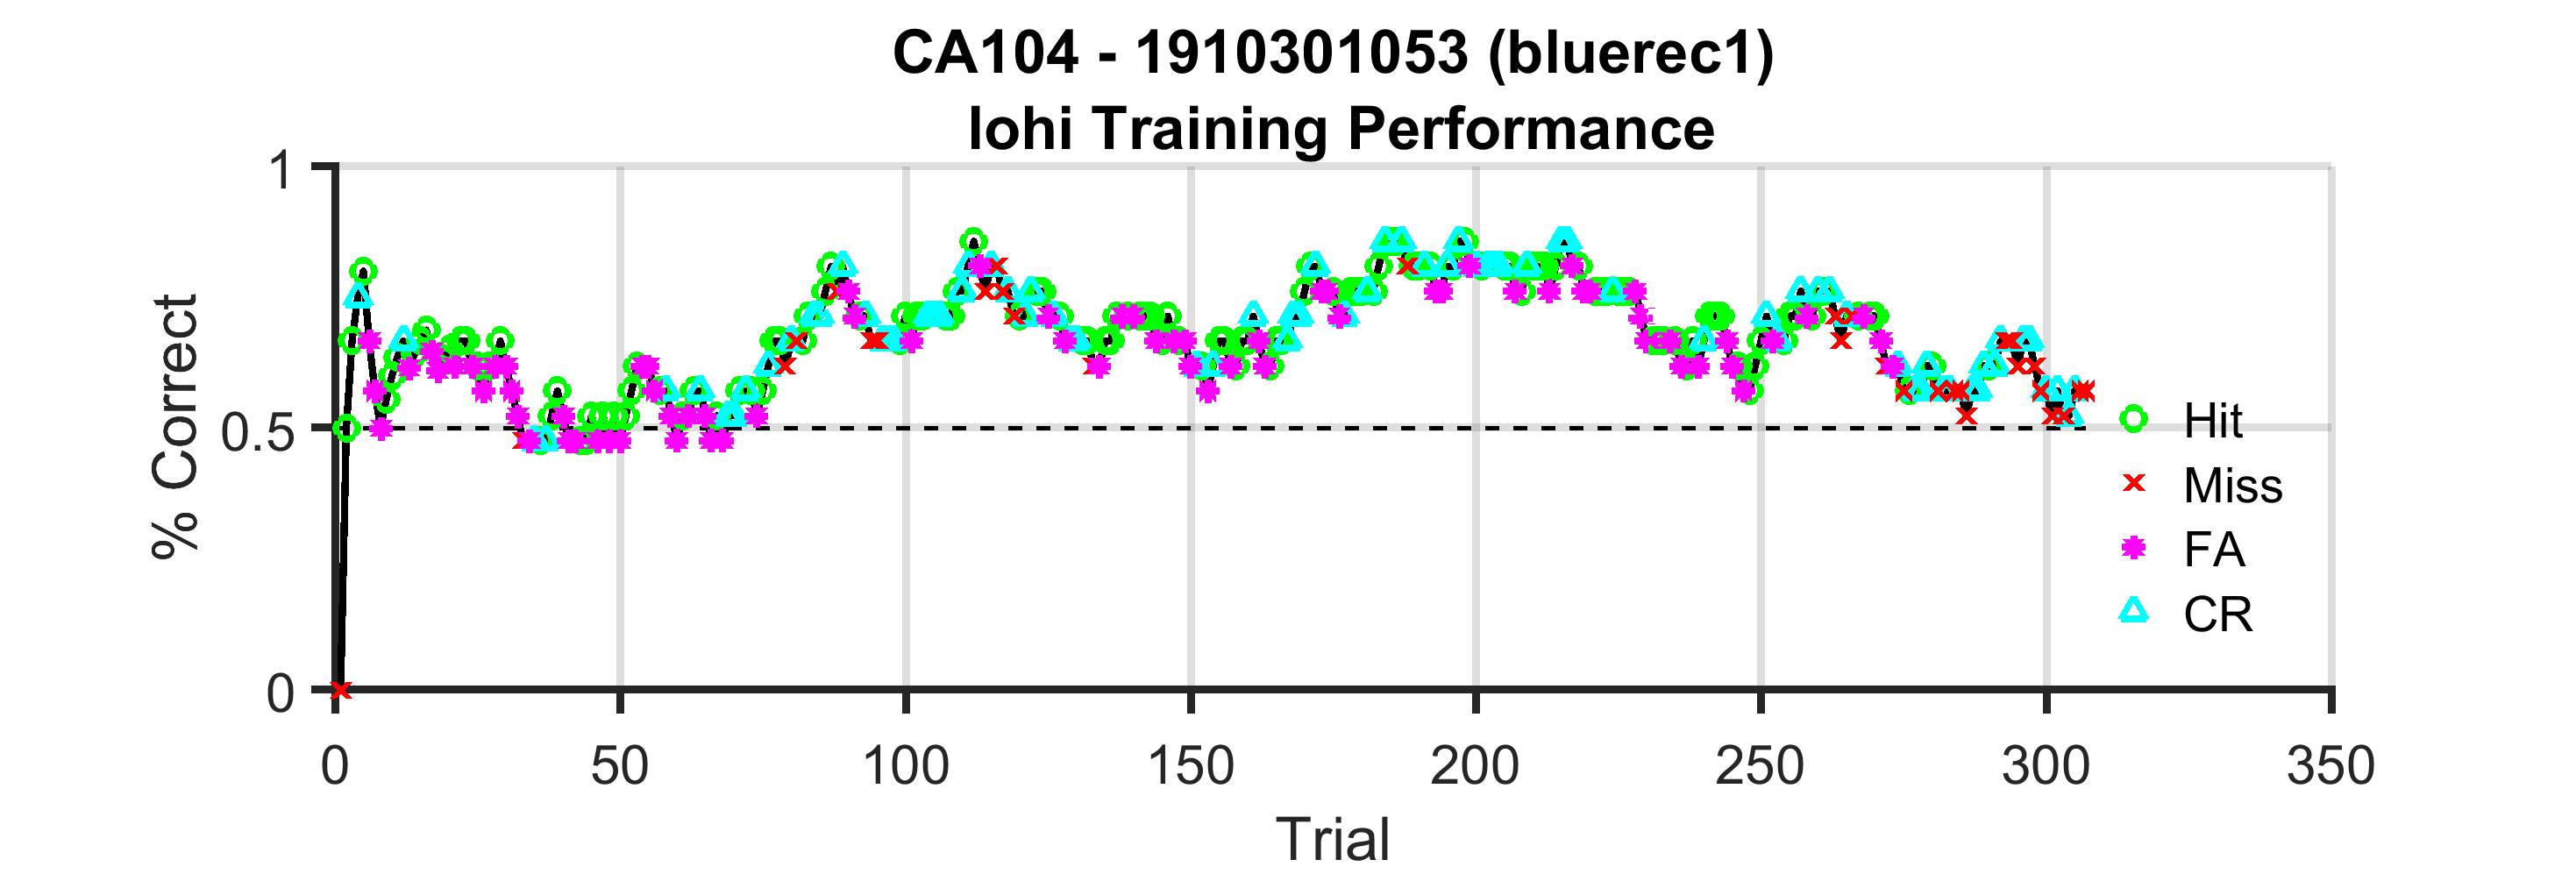 CA104 - 1910301053 (bluerec1)
lohi Training Performance
1
0.5
0
% Correct
0 50 100 150 200 250 300 350
Trial
Hit
Miss
FA
CR